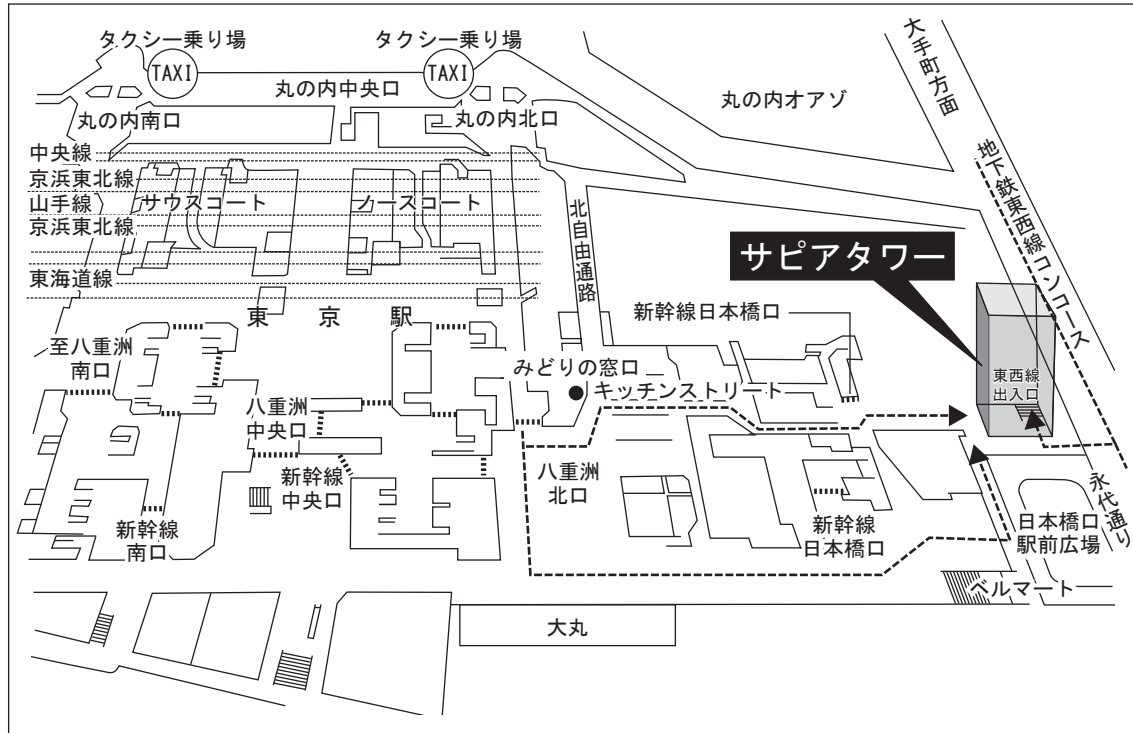 タクシー乗り場
タクシー乗り場
TAXI
TAXI
丸の内中央口
丸の内南口
丸の内北口
丸の内オアゾ
大手町方面
中央線
京浜東北線
山手線
京浜東北線
東海道線
サウスコート
ノースコート
北自由通路
地下鉄東西線コンコース
サピアタワー
東京駅
新幹線日本橋口
至八重洲
南口
みどりの窓口
キッチンストリート
東西線
出入口
八重洲
中央口
新幹線
中央口
八重洲
北口
新幹線
南口
新幹線
日本橋口
日本橋口
駅前広場
永代通り
ベルマート
大丸